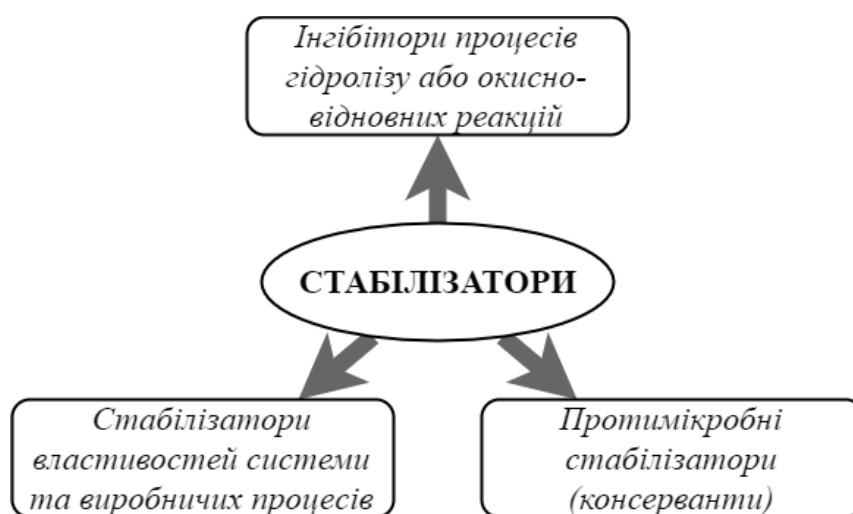 Інгібітори процесів
гідролізу або окисно-
відновних реакцій
СТАБІЛІЗАТОРИ
Стабілізатори
властивостей системи
та виробничих процесів
Протимікробні
стабілізатори
(консерванти)